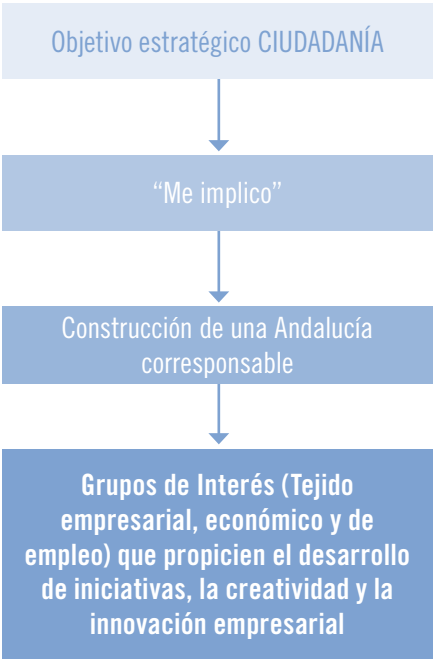 Objetivo estratégico CIUDADANÍA
“Me implico”
Construcción de una Andalucía
corresponsable
Grupos de Interés (Tejido
empresarial, económico y de
empleo) que propicien el desarrollo
de iniciativas, la creatividad y la
innovación empresarial